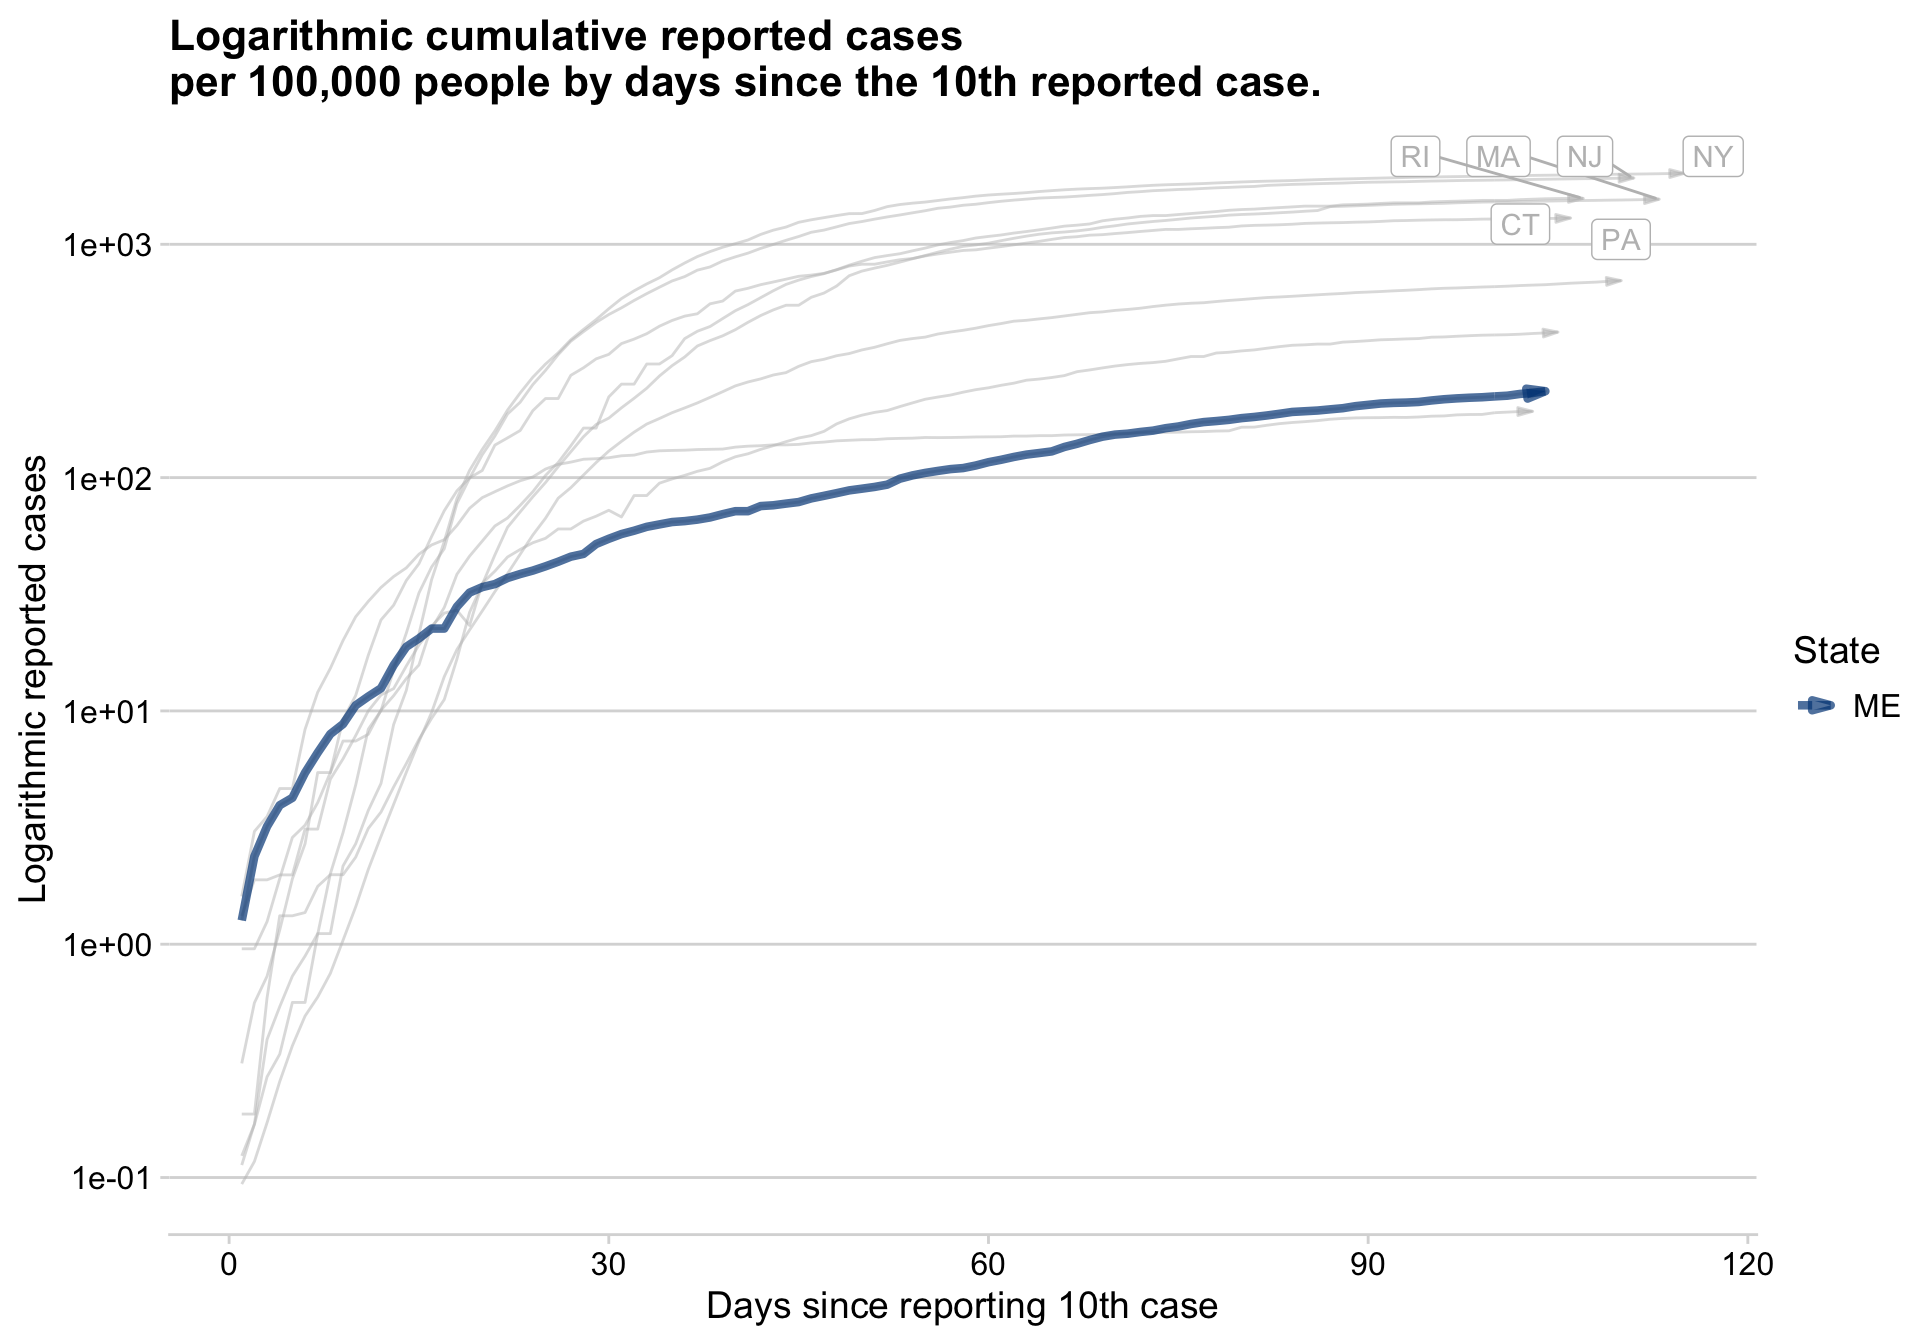 Logarithmic cumulative reported cases
per 100,000 people by days since the 10th reported case.
RI
MA
NJ
NY
CT
PA
1e+03
1e+02
1e+01
1e+00
1e-01
Logarithmic reported cases
State
ME
0
30
60
90
120
Days since reporting 10th case